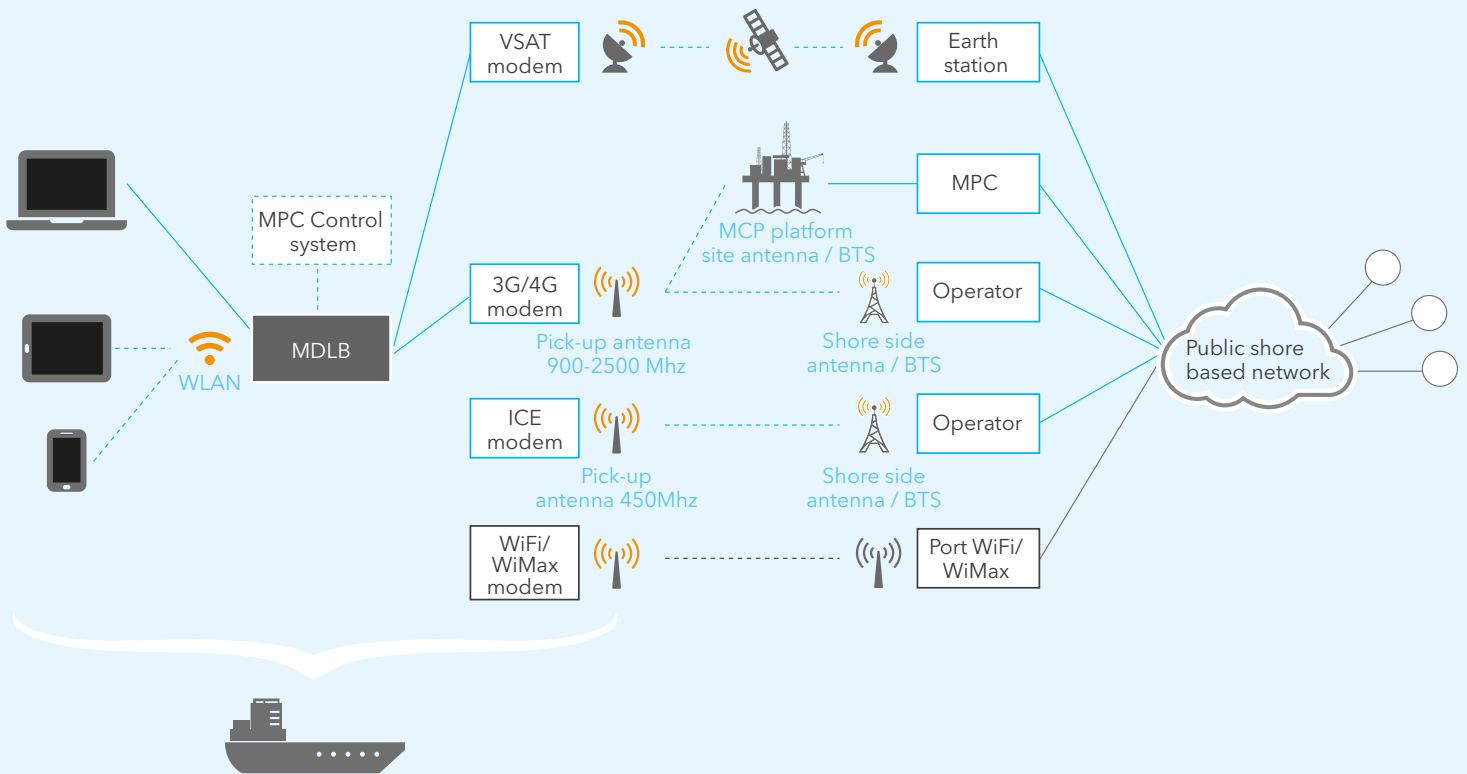 VSAT
modem
Earth
station
MPC
MPC Control
system
MCP platform
site antenna / BTS
3G/4G
modem
Operator
MDLB
Pick-up antenna
900-2500 Mhz
Shore side
antenna / BTS
Public shore
based network
WLAN
ICE
modem
Operator
Pick-up
antenna 450Mhz
Shore side
antenna / BTS
WiFi/
WiMax
modem
Port WiFi/
WiMax